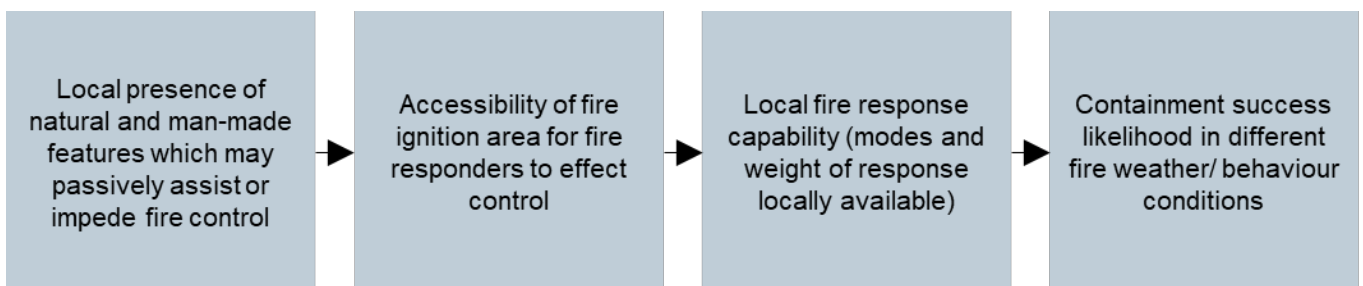 Local presence of
natural and man-made
features which may
passively assist or
impede fire control
Accessibility of fire
ignition area for fire
responders to effect
control
Local fire response
capability (modes and
weight of response
locally available)
Containment success
likelihood in different
fire weather/ behaviour
conditions